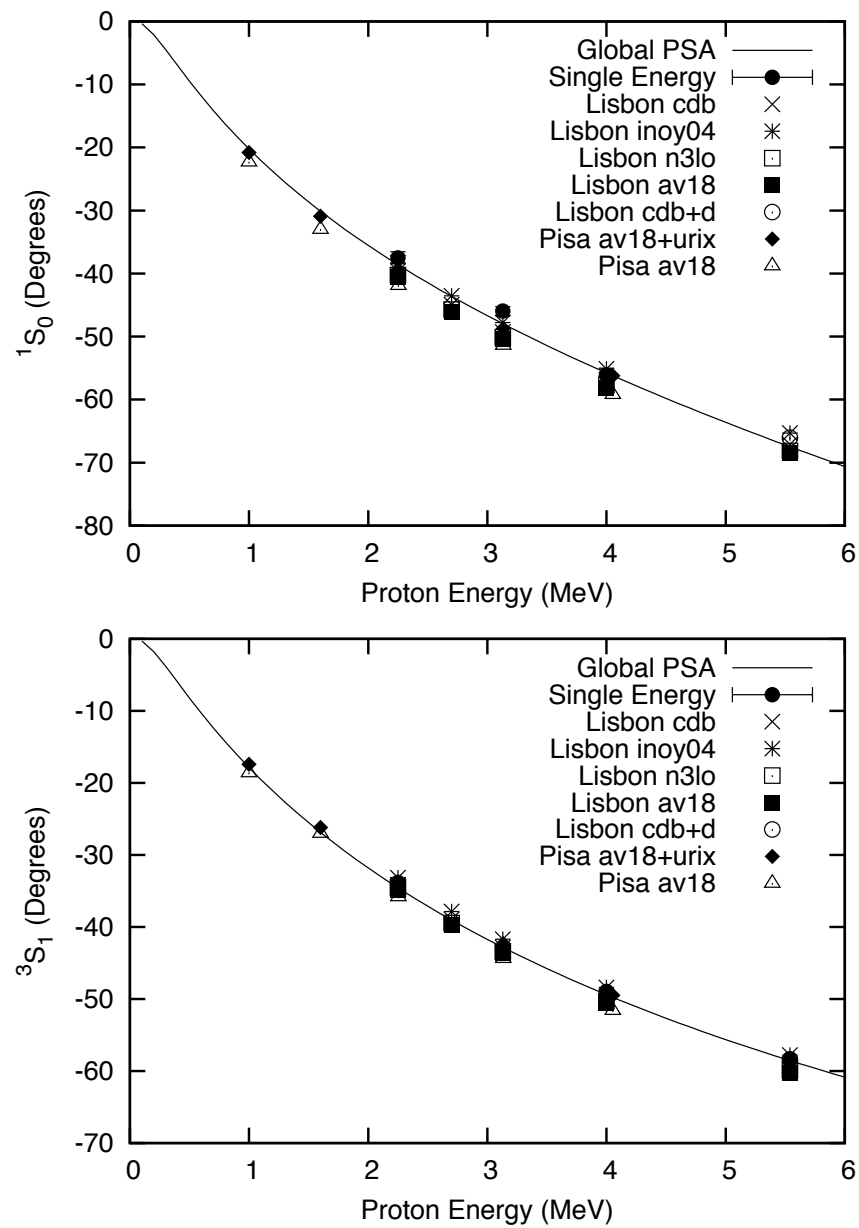 0
-10
-20
-30
-40
-50
-60
-70
-80
¹S₀ (Degrees)
Global PSA
Single Energy
Lisbon cdb
Lisbon inoy04
Lisbon n3lo
Lisbon av18
Lisbon cdb+d
Pisa av18+urix
Pisa av18
0 1 2 3 4 5 6
Proton Energy (MeV)
0
-10
-20
-30
-40
-50
-60
-70
³S₁ (Degrees)
Global PSA
Single Energy
Lisbon cdb
Lisbon inoy04
Lisbon n3lo
Lisbon av18
Lisbon cdb+d
Pisa av18+urix
Pisa av18
0 1 2 3 4 5 6
Proton Energy (MeV)